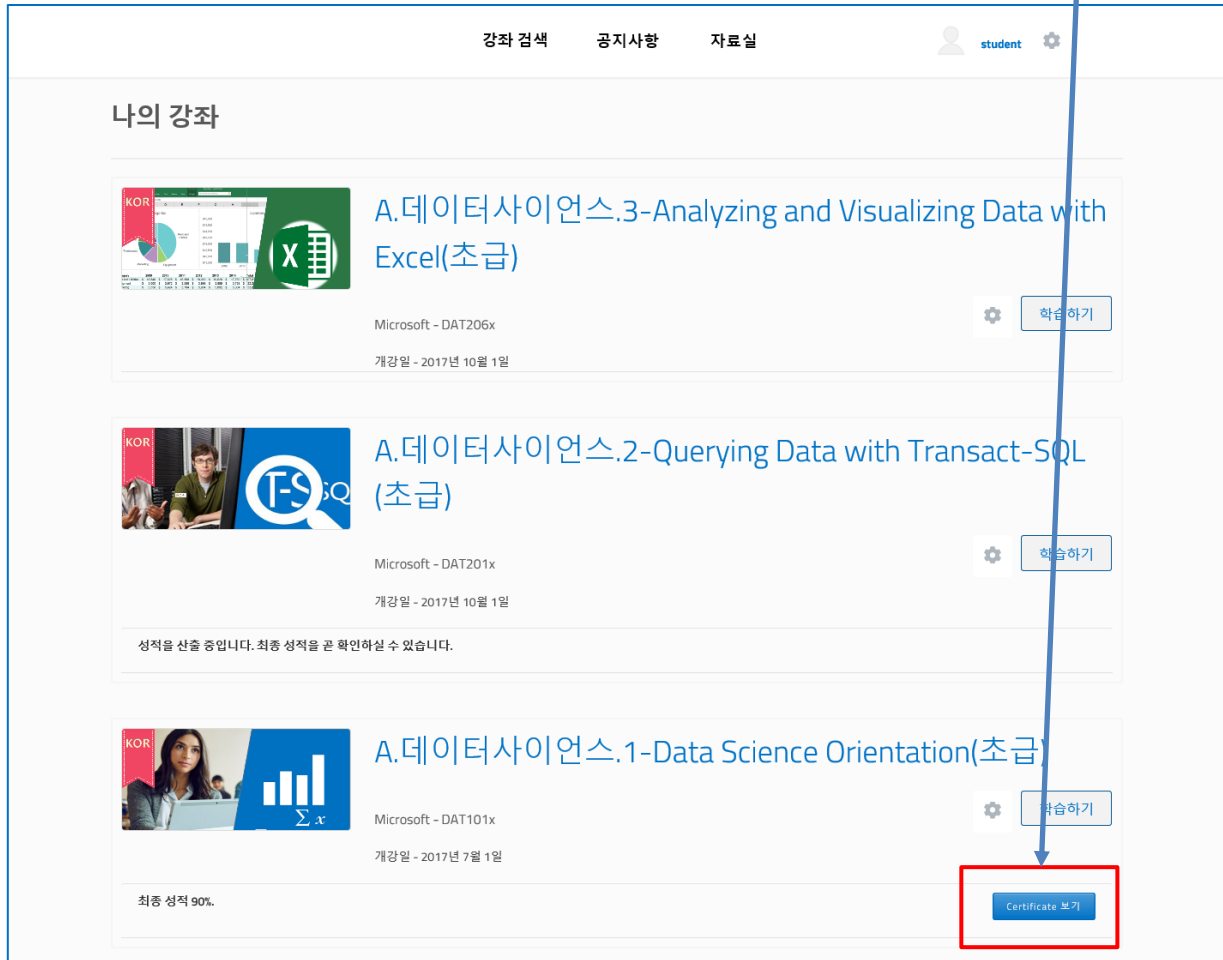 강좌 검색 공지사항 자료실 student
나의 강좌
KOR
A.데이터사이언스.3-Analyzing and Visualizing Data with
Excel(초급)
학습하기
Microsoft - DAT206x
개강일 - 2017년 10월 1일
KOR
T-S SQ
A.데이터사이언스.2-Querying Data with Transact-SQL
(초급)
학습하기
Microsoft - DAT201x
개강일 - 2017년 10월 1일
성적을 산출 중입니다. 최종 성적을 곧 확인하실 수 있습니다.
KOR
Σ x
A.데이터사이언스.1-Data Science Orientation(초급)
학습하기
Microsoft - DAT101x
개강일 - 2017년 7월 1일
최종 성적 90%.
Certificate 보기